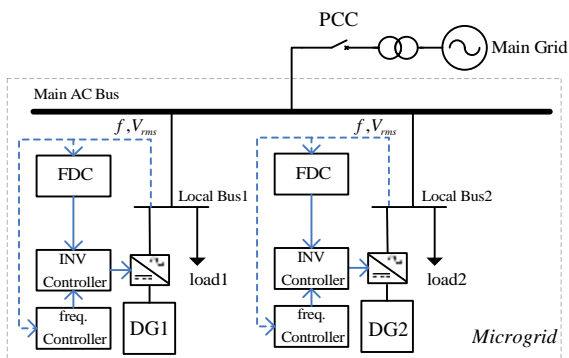 PCC
Main Grid
Main AC Bus
f,Vrms
f,Vrms
FDC
FDC
Local Bus1
Local Bus2
INV
Controller
INV
Controller
load1
load2
freq.
Controller
DG1
freq.
Controller
DG2
Microgrid